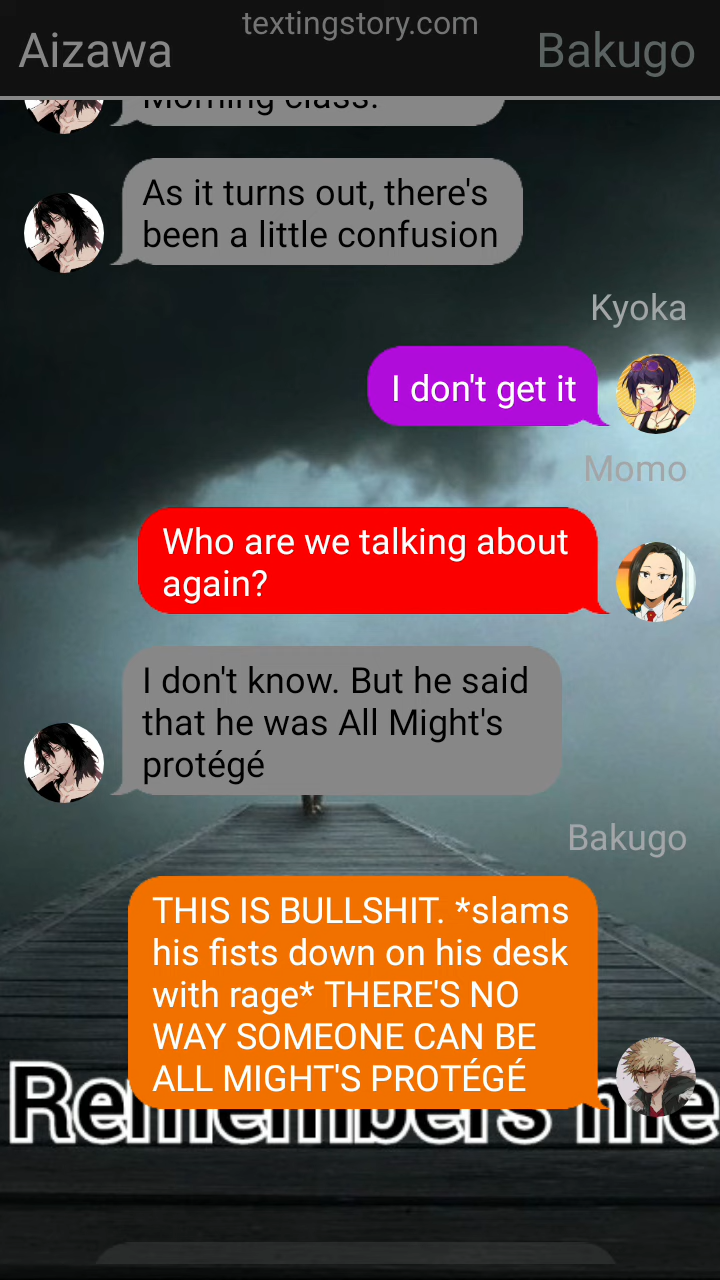 textingstory.com
Aizawa
Bakugo
Morning class.
As it turns out, there's
been a little confusion
Kyoka
I don't get it
Momo
Who are we talking about
again?
I don't know. But he said
that he was All Might's
protégé
Bakugo
THIS IS BULLSHIT. *slams
his fists down on his desk
with rage* THERE'S NO
WAY SOMEONE CAN BE
ALL MIGHT'S PROTÉGÉ
Remembers me